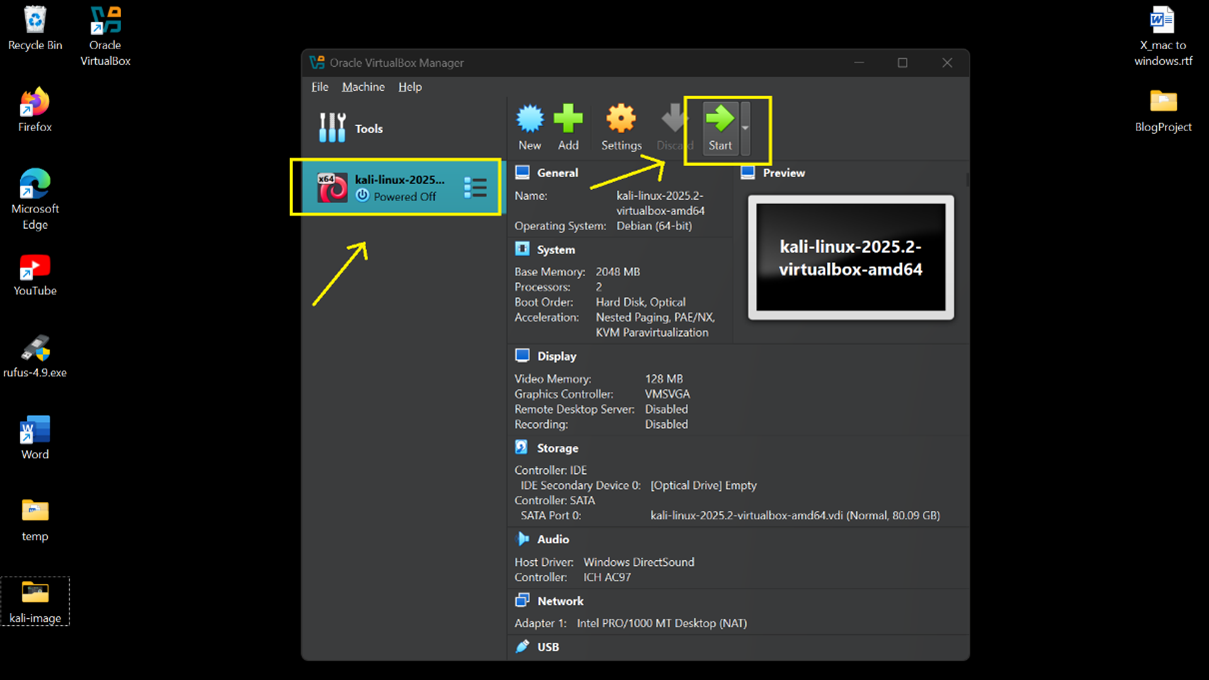 Recycle Bin
Oracle
VirtualBox
Firefox
Microsoft
Edge
YouTube
rufus-4.9.exe
Word
temp
kali-image
Oracle VirtualBox Manager
File Machine Help
Tools
x64
kali-linux-2025...
Powered Off
New Add Settings Discard Start
General
Name: kali-linux-2025.2-
virtualbox-amd64
Operating System: Debian (64-bit)
System
Base Memory: 2048 MB
Processors: 2
Boot Order: Hard Disk, Optical
Acceleration: Nested Paging, PAE/NX,
KVM Paravirtualization
Preview
kali-linux-2025.2-
virtualbox-amd64
Display
Video Memory: 128 MB
Graphics Controller: VMSVGA
Remote Desktop Server: Disabled
Recording: Disabled
Storage
Controller: IDE
IDE Secondary Device 0: [Optical Drive] Empty
Controller: SATA
SATA Port 0: kali-linux-2025.2-virtualbox-amd64.vdi (Normal, 80.09 GB)
Audio
Host Driver: Windows DirectSound
Controller: ICH AC97
Network
Adapter 1: Intel PRO/1000 MT Desktop (NAT)
USB
X_mac to
windows.rtf
BlogProject